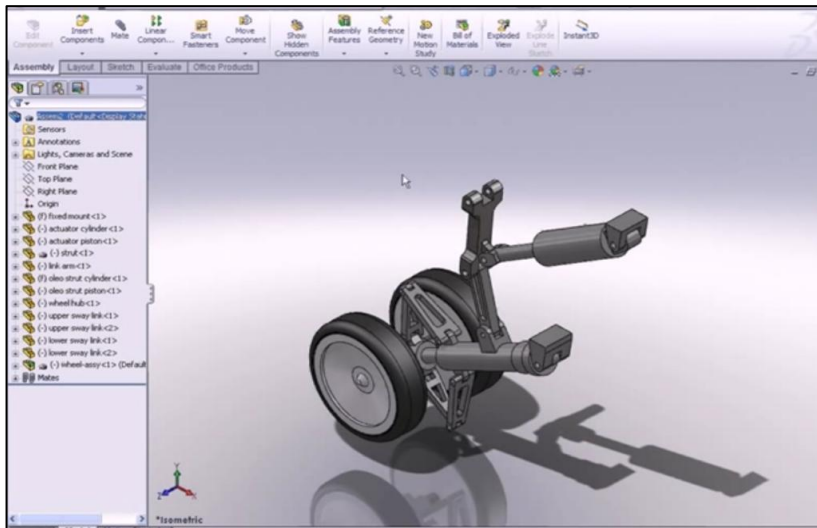 Edit Component
Insert Components
Mate
Linear Compon...
Smart Fasteners
Move Component
Show Hidden Components
Assembly Features
Reference Geometry
New Motion Study
Bill of Materials
Exploded View
Explode Line Sketch
Instant3D
Assembly Layout Sketch Evaluate Office Products
Assem2 (Default<Display State
Sensors
Annotations
Lights, Cameras and Scene
Front Plane
Top Plane
Right Plane
Origin
(f) fixed mount<1>
(-) actuator cylinder<1>
(-) actuator piston<1>
(-) strut<1>
(-) link arm<1>
(f) oleo strut cylinder<1>
(-) oleo strut piston<1>
(-) wheel hub<1>
(-) upper sway link<1>
(-) upper sway link<2>
(-) lower sway link<1>
(-) lower sway link<2>
(-) wheel-assy<1> (Default
Mates
Y
Z
X
*Isometric